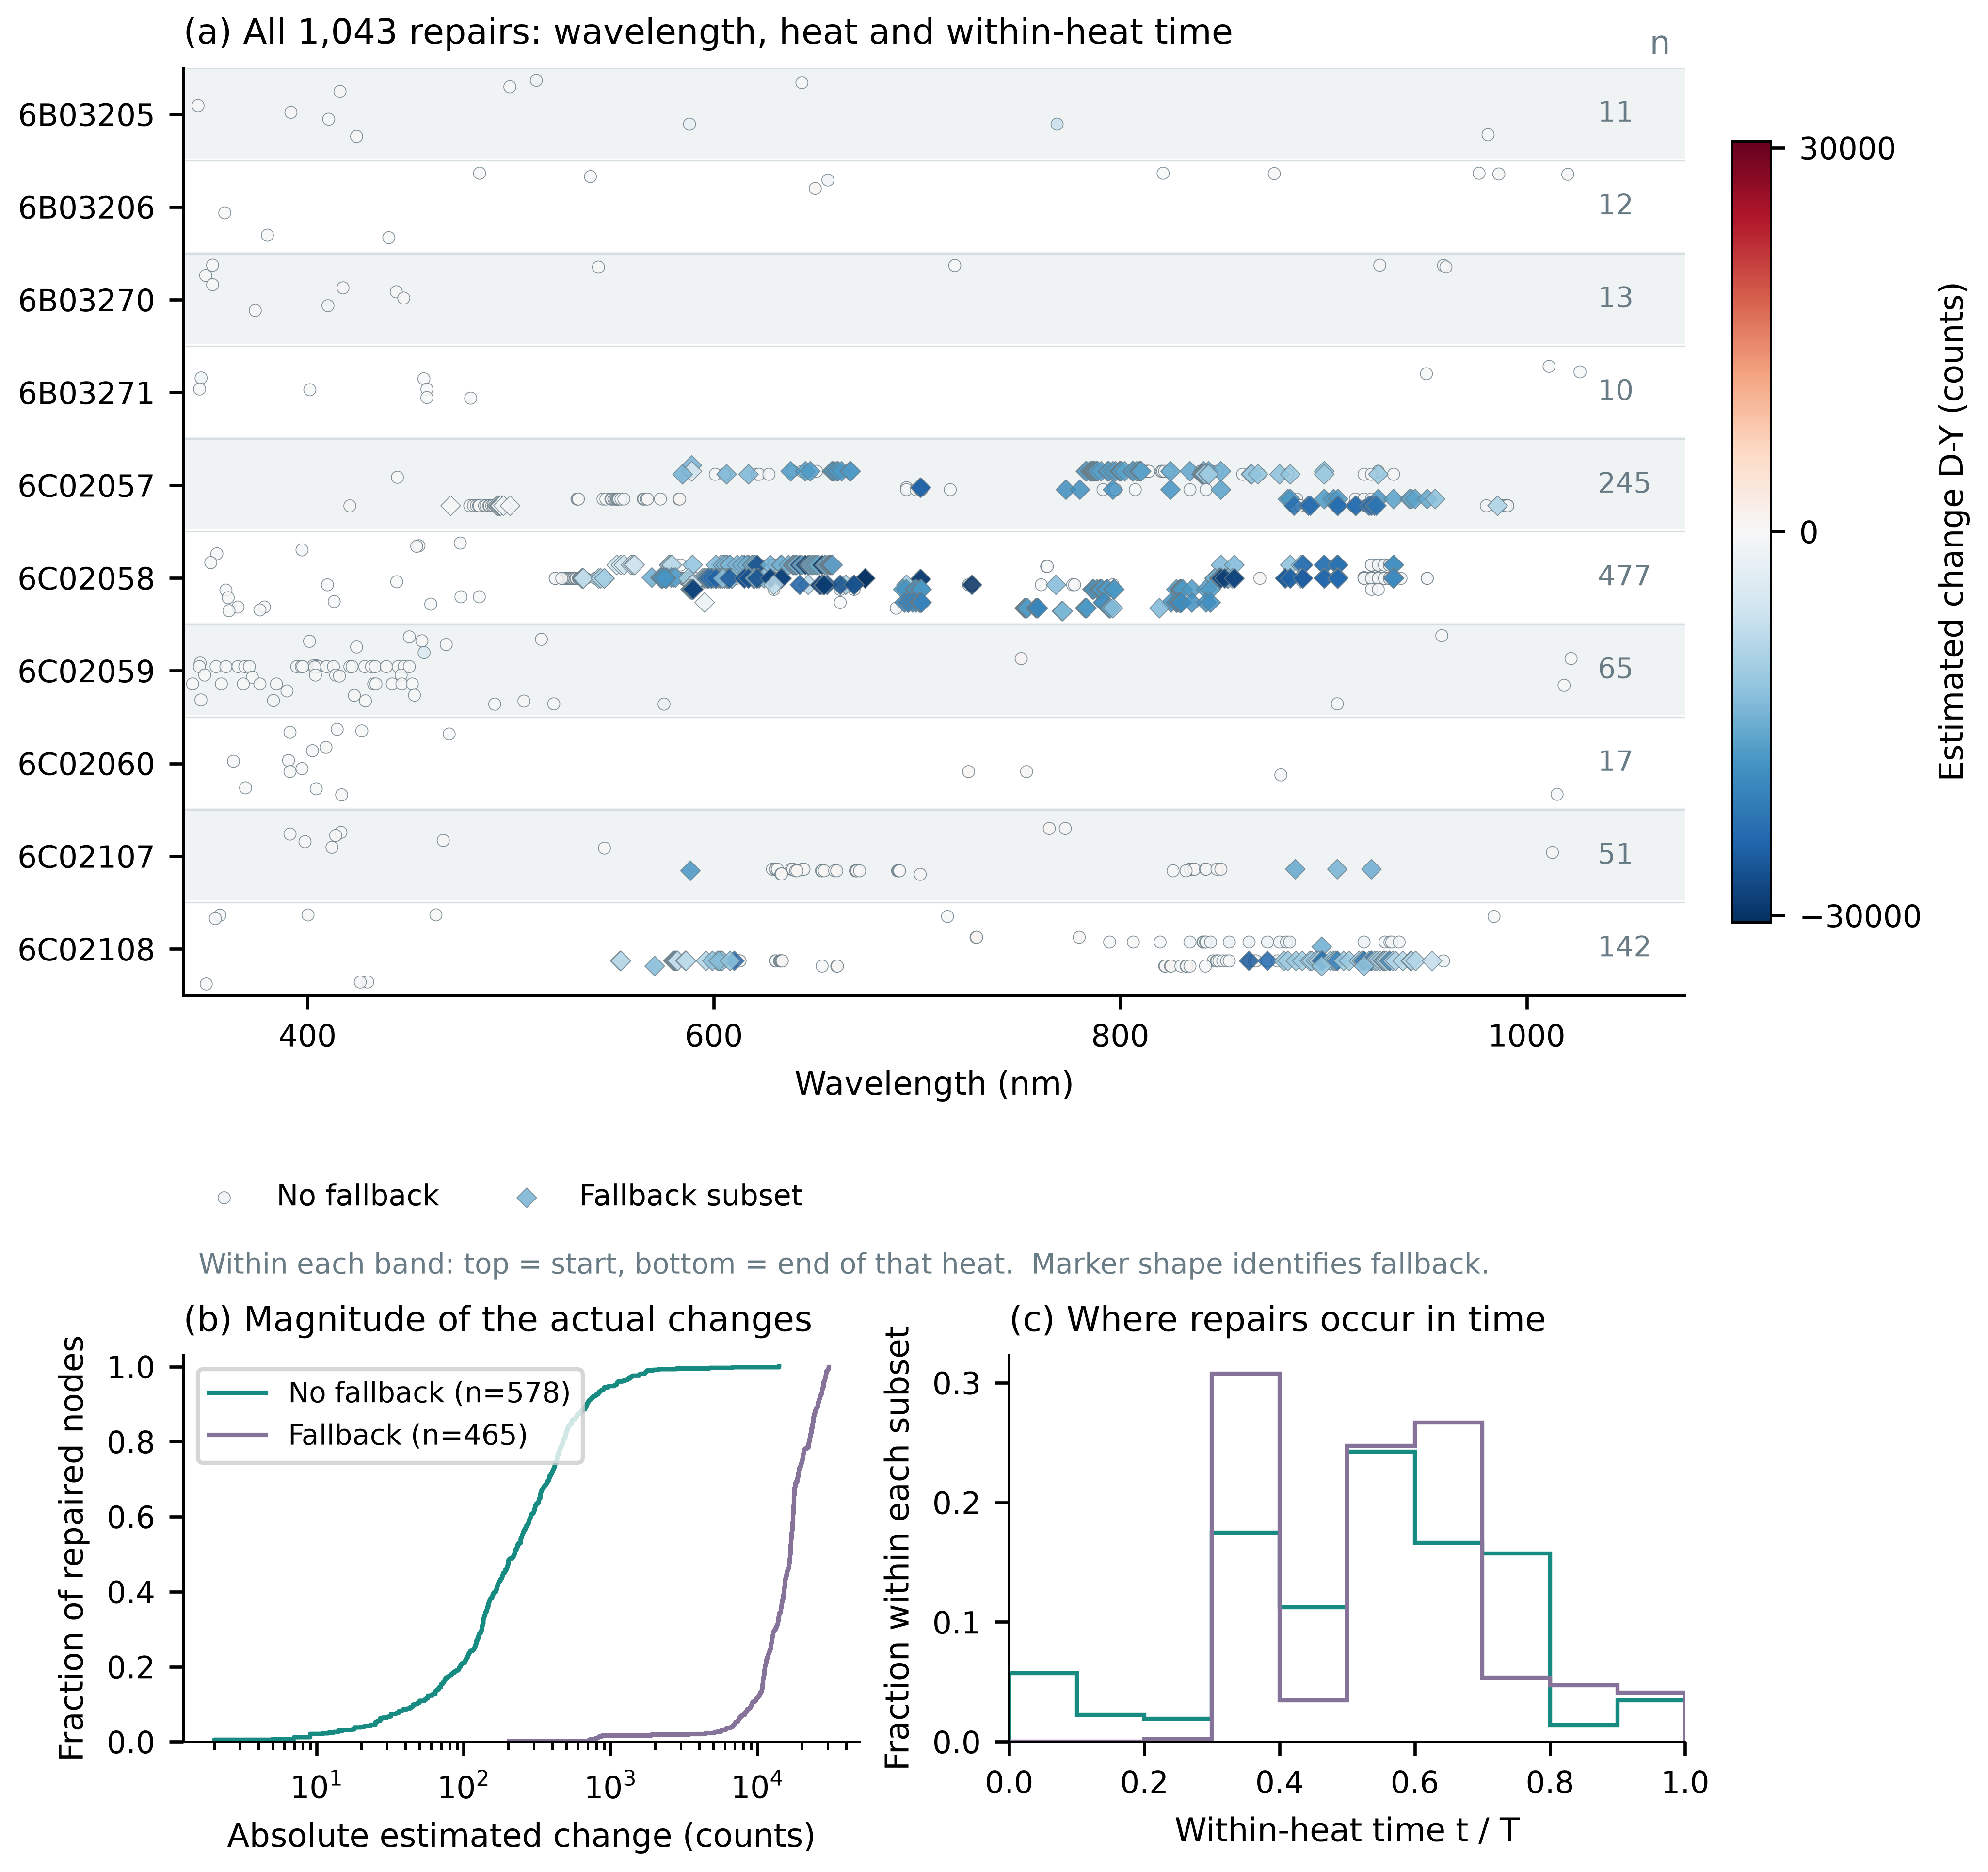 (a) All 1,043 repairs: wavelength, heat and within-heat time
n
6B03205
11
6B03206
12
6B03270
13
6B03271
10
6C02057
245
6C02058
477
6C02059
65
6C02060
17
6C02107
51
6C02108
142
400
600
800
1000
Wavelength (nm)
30000
0
−30000
Estimated change D-Y (counts)
No fallback
Fallback subset
Within each band: top = start, bottom = end of that heat. Marker shape identifies fallback.
(b) Magnitude of the actual changes
Fraction of repaired nodes
1.0
0.8
0.6
0.4
0.2
0.0
No fallback (n=578)
Fallback (n=465)
10¹
10²
10³
10⁴
Absolute estimated change (counts)
(c) Where repairs occur in time
Fraction within each subset
0.3
0.2
0.1
0.0
0.0
0.2
0.4
0.6
0.8
1.0
Within-heat time t / T